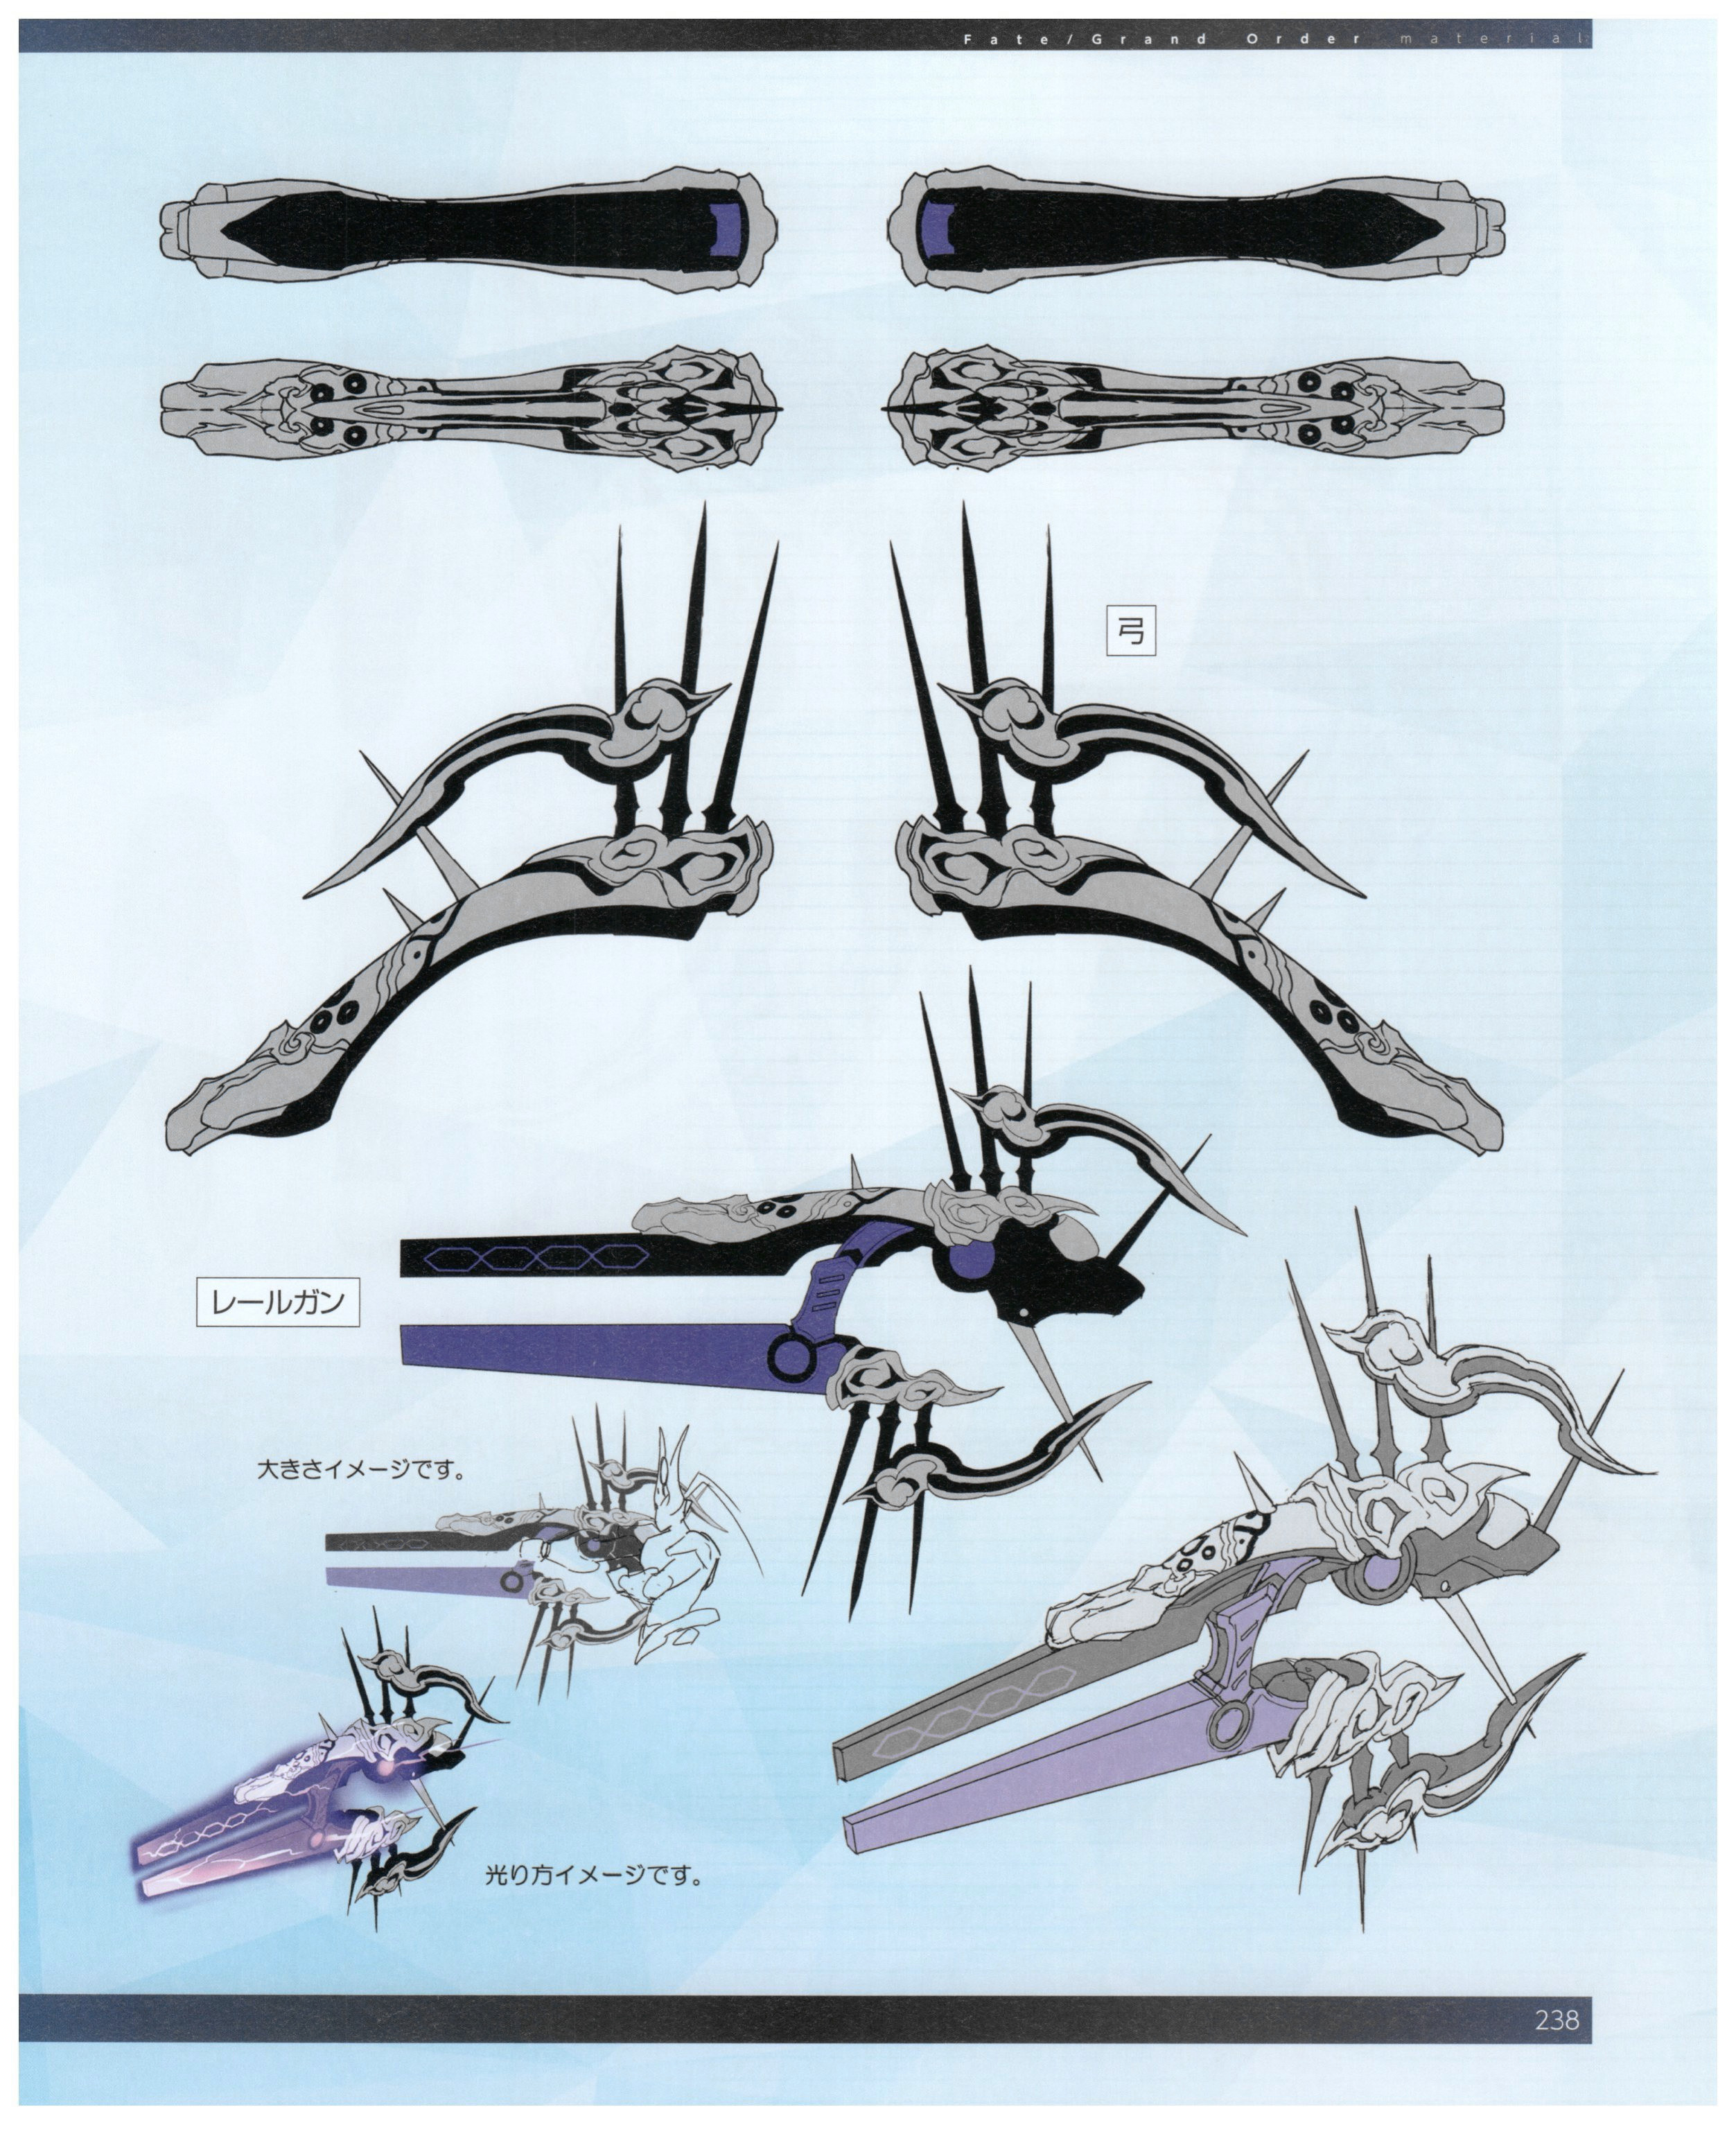 Fate/Grand Order material
弓
レールガン
大きさイメージです。
光り方イメージです。
238